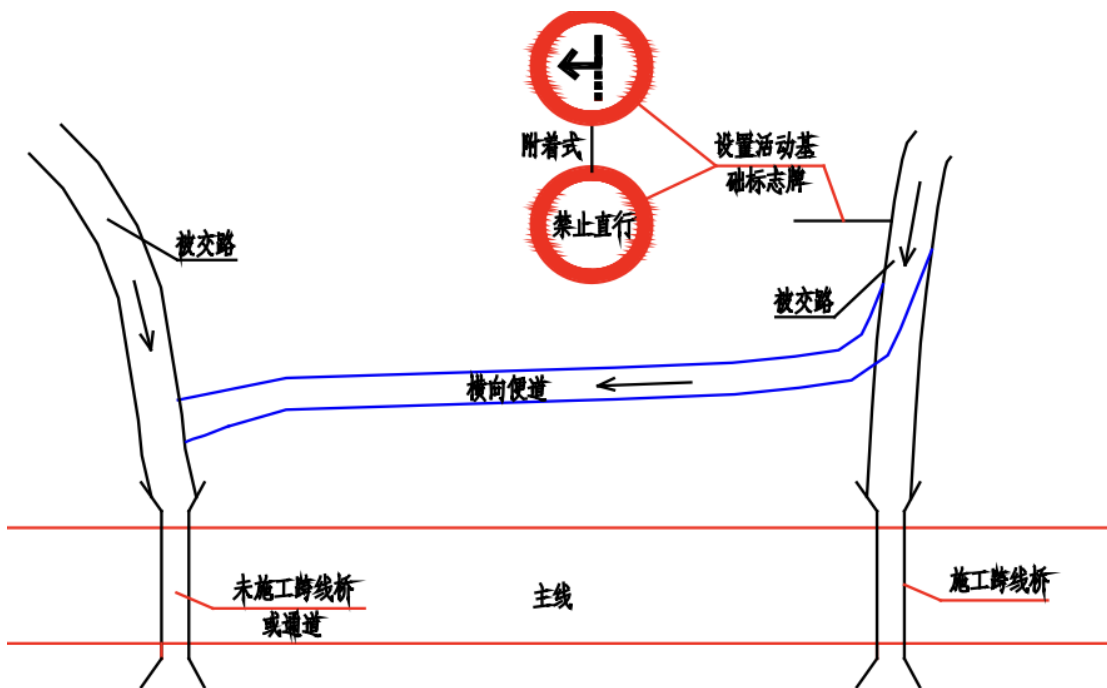 附着式
设置活动基
础标志牌
禁止直行
被交路
被交路
横向便道
未施工跨线桥
或通道
主线
施工跨线桥